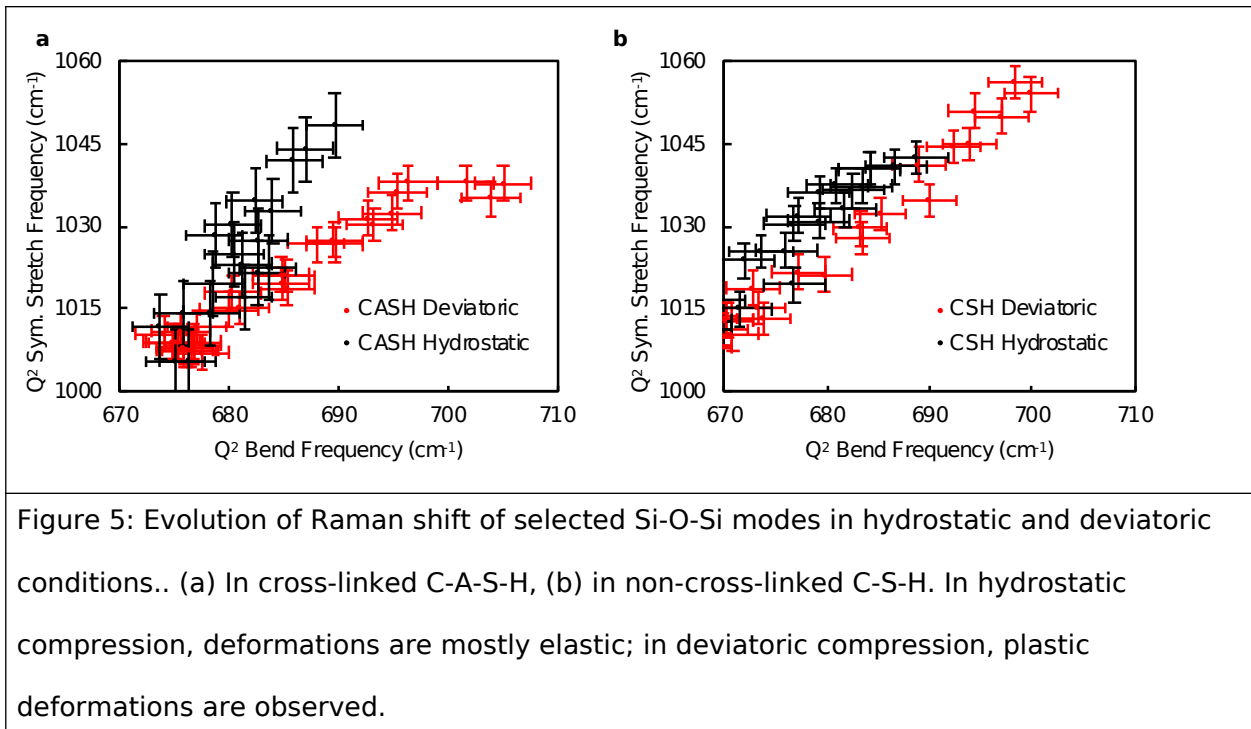 a
1060
1045
1030
1015
1000
670
680
690
700
710
Q² Sym. Stretch Frequency (cm⁻¹)
Q² Bend Frequency (cm⁻¹)
CASH Deviatoric
CASH Hydrostatic
b
1060
1045
1030
1015
1000
670
680
690
700
710
Q² Sym. Stretch Frequency (cm⁻¹)
Q² Bend Frequency (cm⁻¹)
CSH Deviatoric
CSH Hydrostatic
Figure 5: Evolution of Raman shift of selected Si-O-Si modes in hydrostatic and deviatoric
conditions.. (a) In cross-linked C-A-S-H, (b) in non-cross-linked C-S-H. In hydrostatic
compression, deformations are mostly elastic; in deviatoric compression, plastic
deformations are observed.